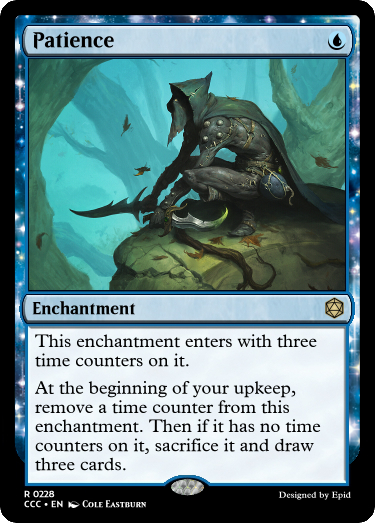 Patience
Enchantment
This enchantment enters with three
time counters on it.
At the beginning of your upkeep,
remove a time counter from this
enchantment. Then if it has no time
counters on it, sacrifice it and draw
three cards.
R 0228
CCC • EN Cole Eastburn
Designed by Epid